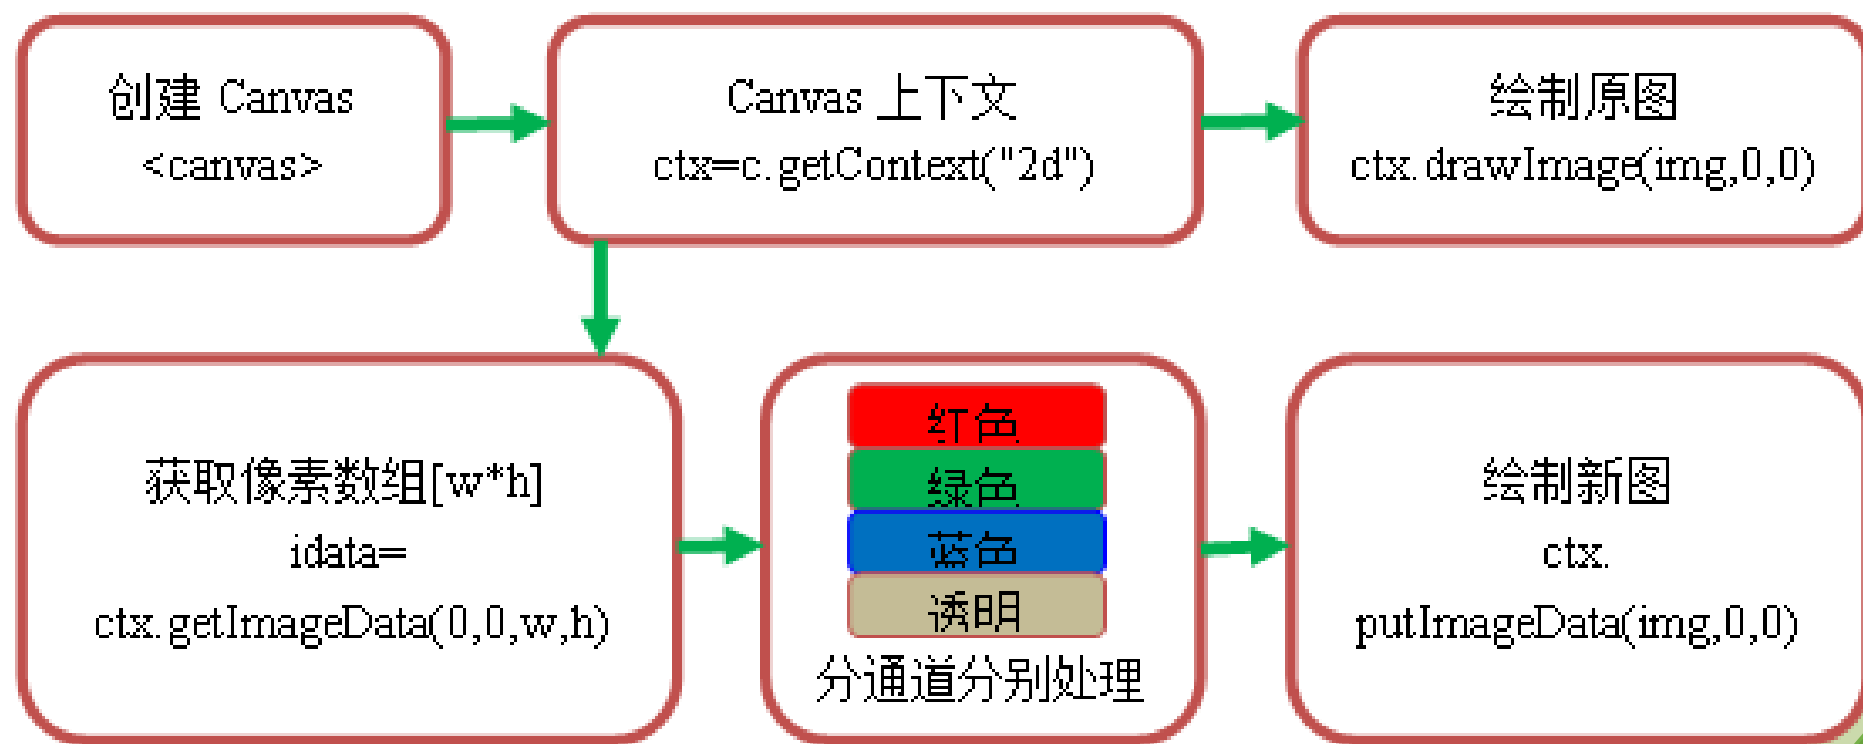 创建 Canvas
<canvas>
Canvas 上下文
ctx=c.getContext("2d")
绘制原图
ctx.drawImage(img,0,0)
获取像素数组[w*h]
idata=
ctx.getImageData(0,0,w,h)
红色
绿色
蓝色
透明
分通道分别处理
绘制新图
ctx.
putImageData(img,0,0)